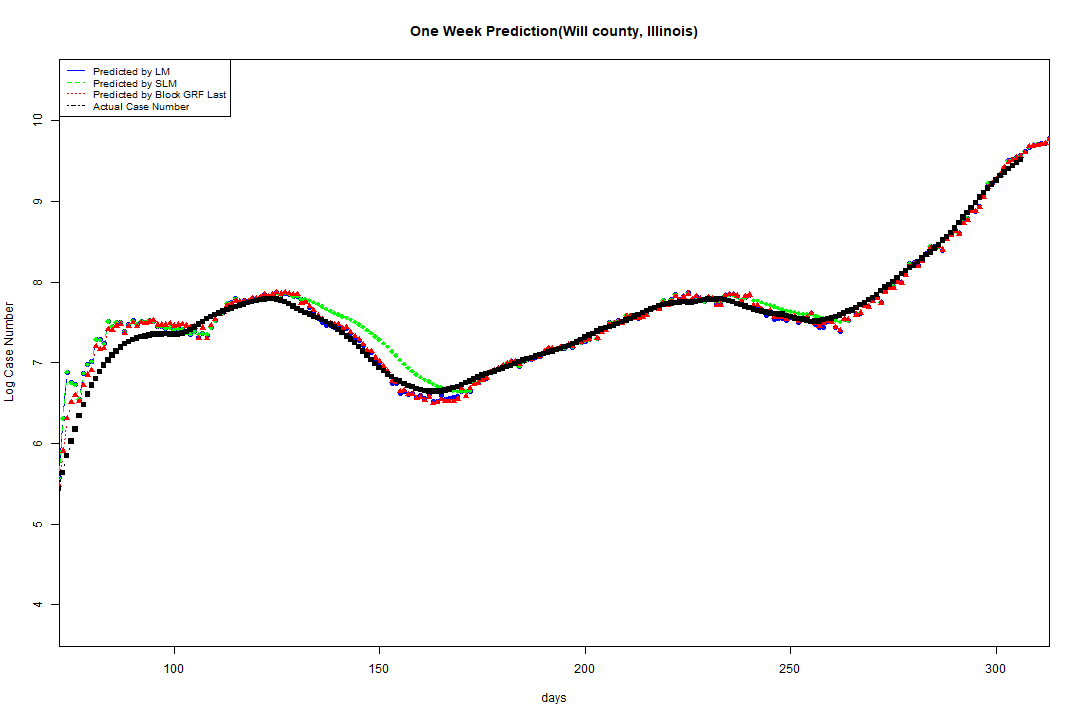 One Week Prediction(Will county, Illinois)
Predicted by LM
Predicted by SLM
Predicted by Block GRF Last
Actual Case Number
10
9
8
7
6
5
4
Log Case Number
100 150 200 250 300
days